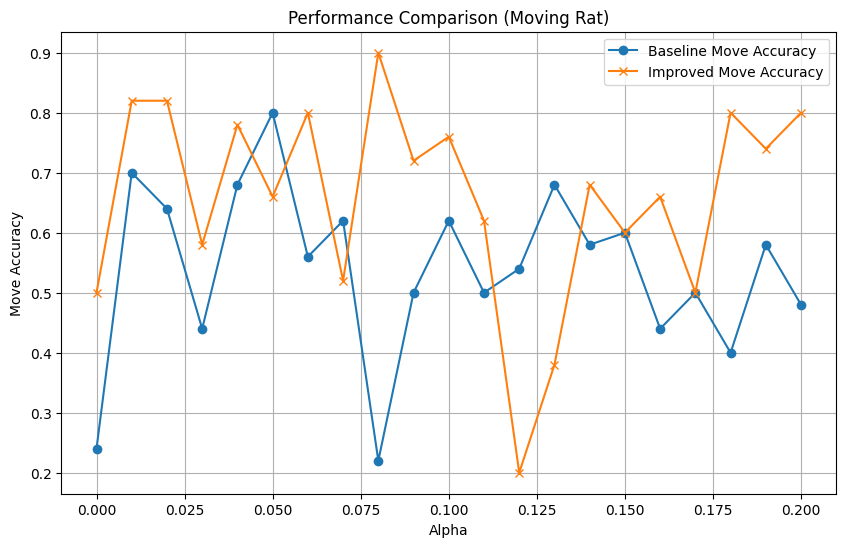 Performance Comparison (Moving Rat)
Baseline Move Accuracy
Improved Move Accuracy
Move Accuracy
0.9
0.8
0.7
0.6
0.5
0.4
0.3
0.2
0.000 0.025 0.050 0.075 0.100 0.125 0.150 0.175 0.200
Alpha